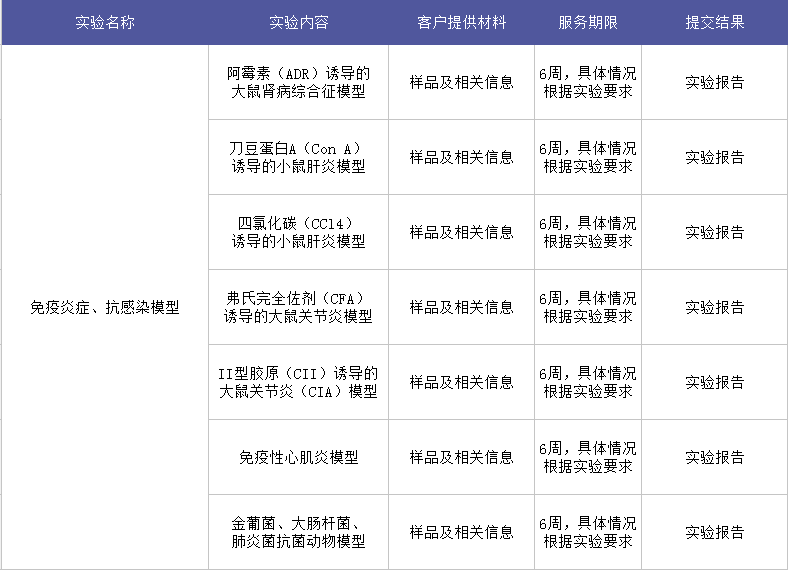 实验名称 实验内容 客户提供材料 服务期限 提交结果
免疫炎症、抗感染模型
阿霉素（ADR）诱导的
大鼠肾病综合征模型
样品及相关信息
6周，具体情况
根据实验要求
实验报告
刀豆蛋白A（Con A）
诱导的小鼠肝炎模型
样品及相关信息
6周，具体情况
根据实验要求
实验报告
四氯化碳（CCl4）
诱导的小鼠肝炎模型
样品及相关信息
6周，具体情况
根据实验要求
实验报告
弗氏完全佐剂（CFA）
诱导的大鼠关节炎模型
样品及相关信息
6周，具体情况
根据实验要求
实验报告
II型胶原（CII）诱导的
大鼠关节炎（CIA）模型
样品及相关信息
6周，具体情况
根据实验要求
实验报告
免疫性心肌炎模型
样品及相关信息
6周，具体情况
根据实验要求
实验报告
金葡菌、大肠杆菌、
肺炎菌抗菌动物模型
样品及相关信息
6周，具体情况
根据实验要求
实验报告